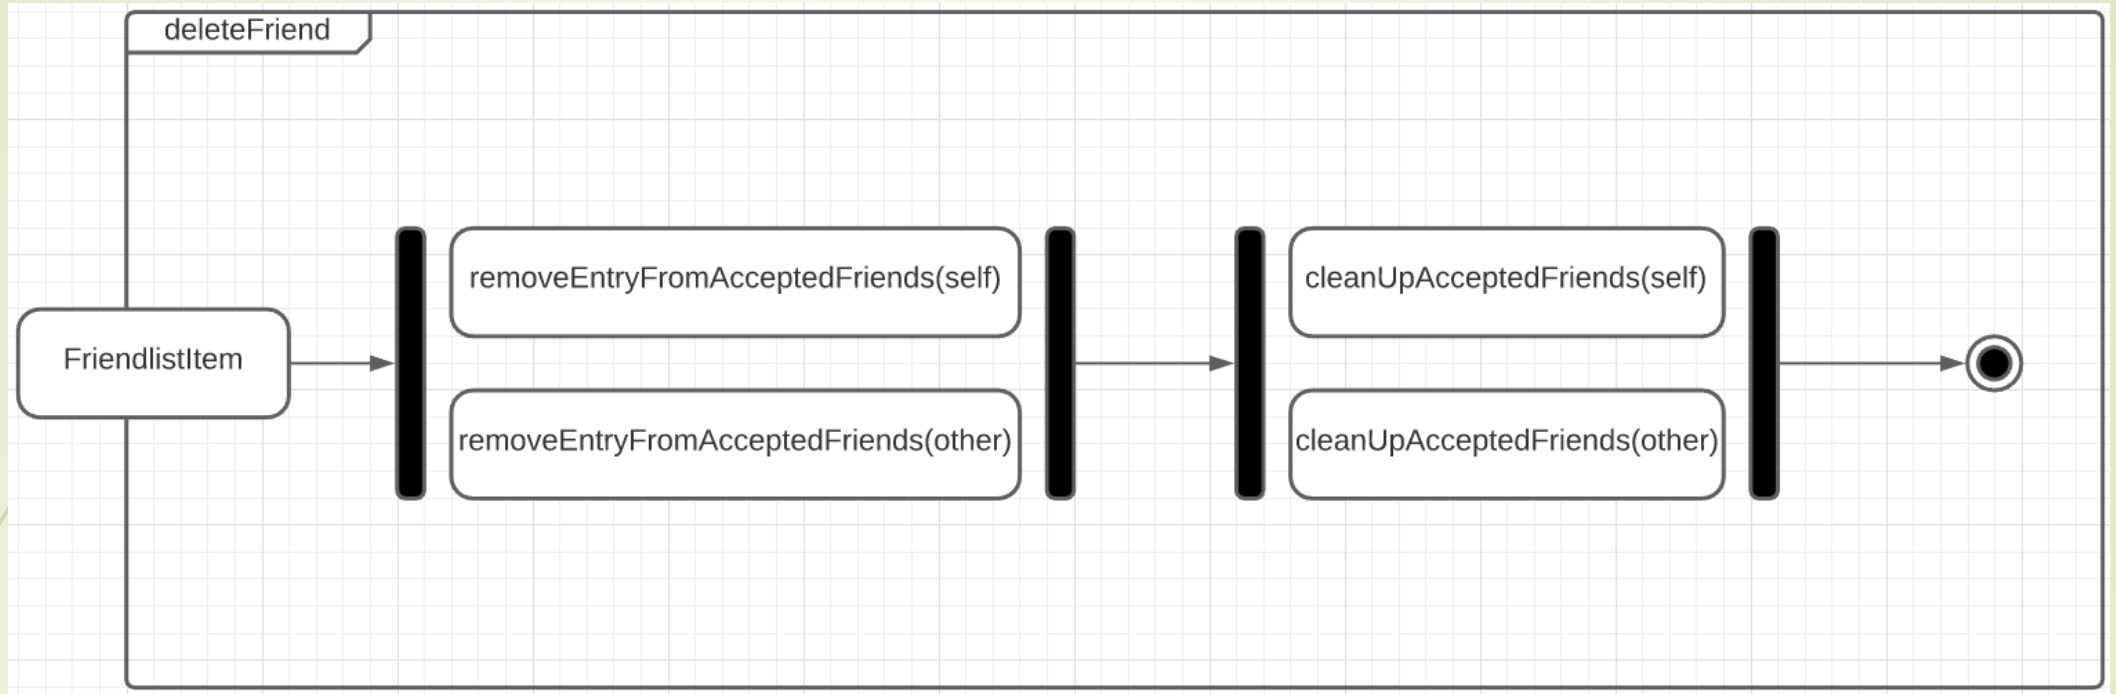 deleteFriend
FriendlistItem
removeEntryFromAcceptedFriends(self)
removeEntryFromAcceptedFriends(other)
cleanUpAcceptedFriends(self)
cleanUpAcceptedFriends(other)